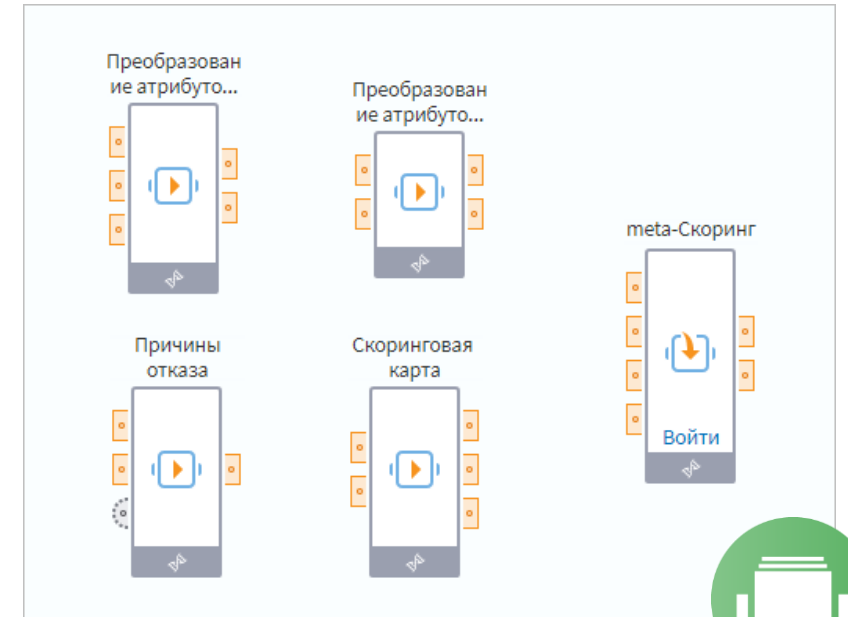 Преобразован
ие атрибуто...
Преобразован
ие атрибуто...
meta-Скоринг
Войти
Причины
отказа
Скоринговая
карта